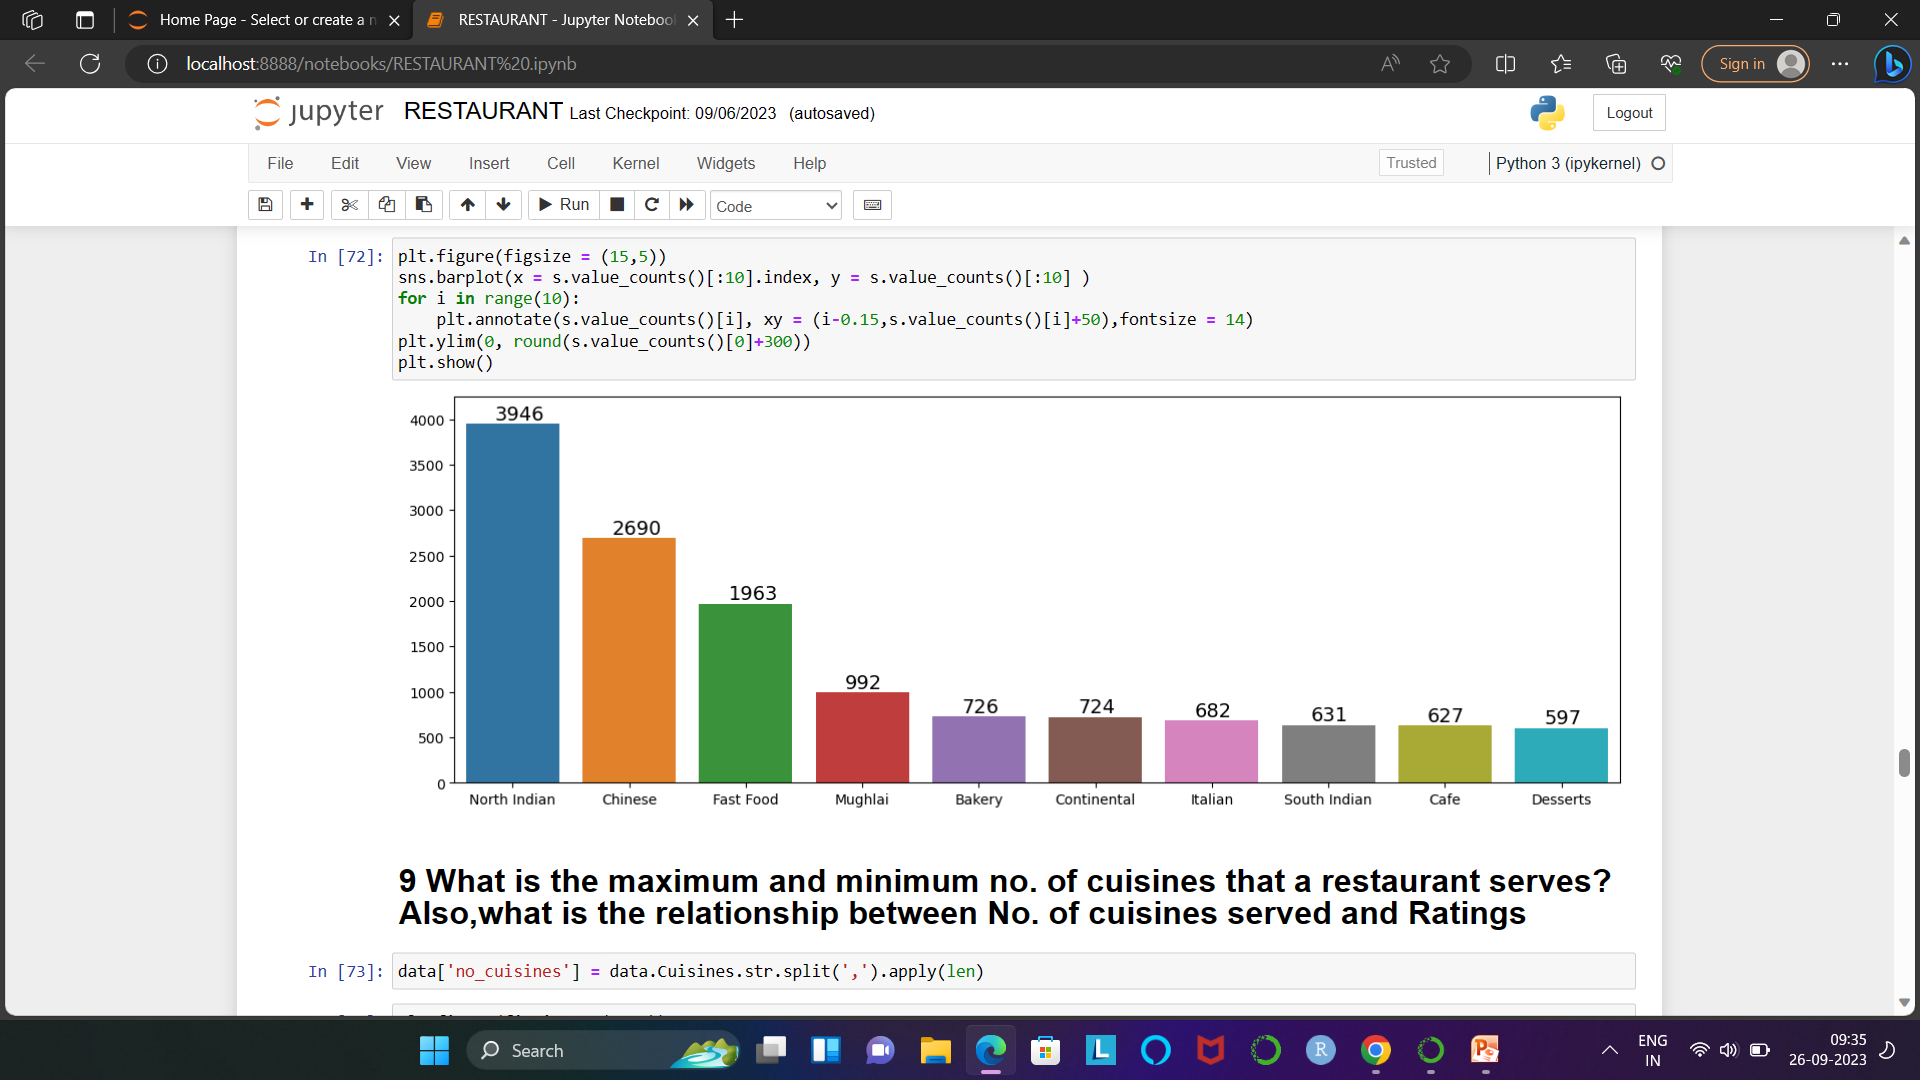 Home Page - Select or create a n
RESTAURANT - Jupyter Noteboo
localhost:8888/notebooks/RESTAURANT%20.ipynb
Sign in
jupyter RESTAURANT Last Checkpoint: 09/06/2023 (autosaved)
Logout
File Edit View Insert Cell Kernel Widgets Help
Trusted
Python 3 (ipykernel)
Run
Code
In [72]:
plt.figure(figsize = (15,5))
sns.barplot(x = s.value_counts()[:10].index, y = s.value_counts()[:10] )
for i in range(10):
    plt.annotate(s.value_counts()[i], xy = (i-0.15,s.value_counts()[i]+50),fontsize = 14)
plt.ylim(0, round(s.value_counts()[0]+300))
plt.show()
4000
3500
3000
2500
2000
1500
1000
500
0
3946
2690
1963
992
726
724
682
631
627
597
North Indian Chinese Fast Food Mughlai Bakery Continental Italian South Indian Cafe Desserts
9 What is the maximum and minimum no. of cuisines that a restaurant serves?
Also,what is the relationship between No. of cuisines served and Ratings
In [73]:
data['no_cuisines'] = data.Cuisines.str.split(',').apply(len)
Search
ENG
IN
09:35
26-09-2023